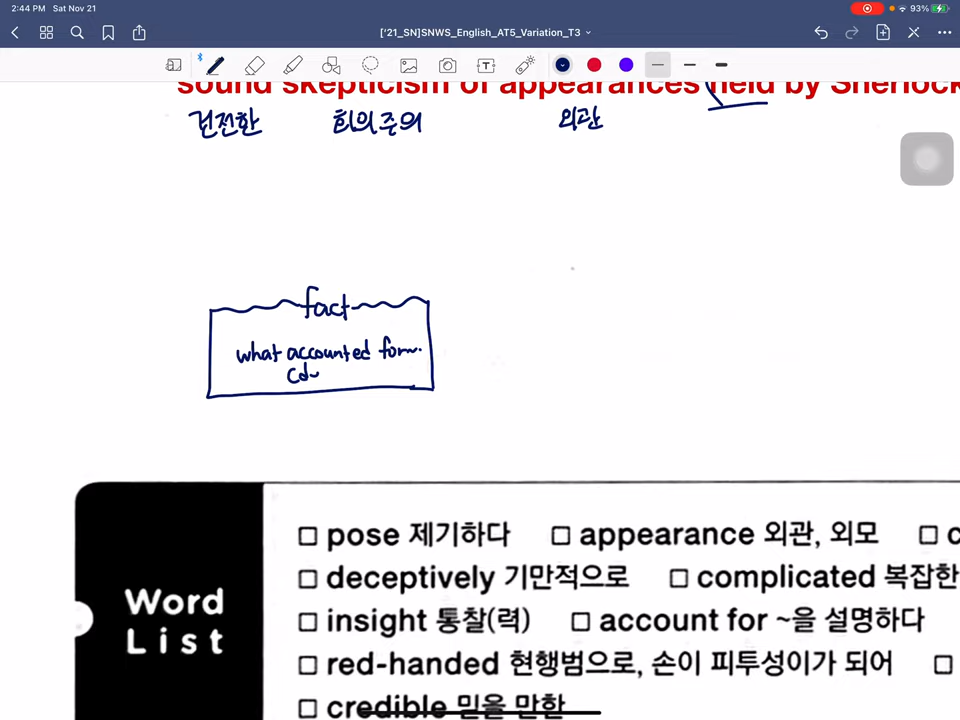 2:44 PM Sat Nov 21
93%
['21_SN]SNWS_English_AT5_Variation_T3
sound skepticism of appearances held by Sherlock
건전한 회의주의 외관
fact
what accounted for
□ pose 제기하다 □ appearance 외관, 외모 □ c
□ deceptively 기만적으로 □ complicated 복잡한
Word
□ insight 통찰(력) □ account for ~을 설명하다
List
□ red-handed 현행범으로, 손이 피투성이가 되어 □
□ credible 믿을 만한